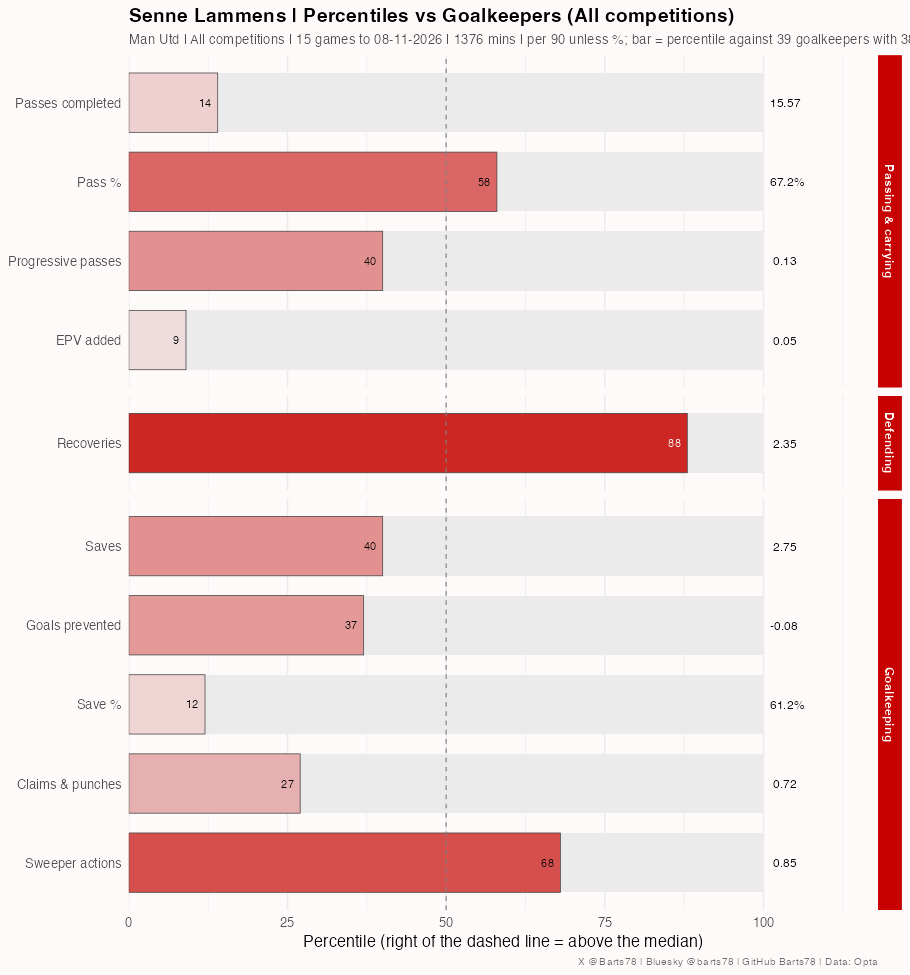 Senne Lammens | Percentiles vs Goalkeepers (All competitions)
Man Utd | All competitions | 15 games to 08-11-2026 | 1376 mins | per 90 unless %; bar = percentile against 39 goalkeepers with
Passes completed 14 15.57
Pass % 58 67.2%
Progressive passes 40 0.13
EPV added 9 0.05
Passing & carrying
Recoveries 88 2.35
Defending
Saves 40 2.75
Goals prevented 37 -0.08
Save % 12 61.2%
Claims & punches 27 0.72
Sweeper actions 68 0.85
Goalkeeping
0 25 50 75 100
Percentile (right of the dashed line = above the median)
X @Barts78 | Bluesky @barts78 | GitHub Barts78 | Data: Opta